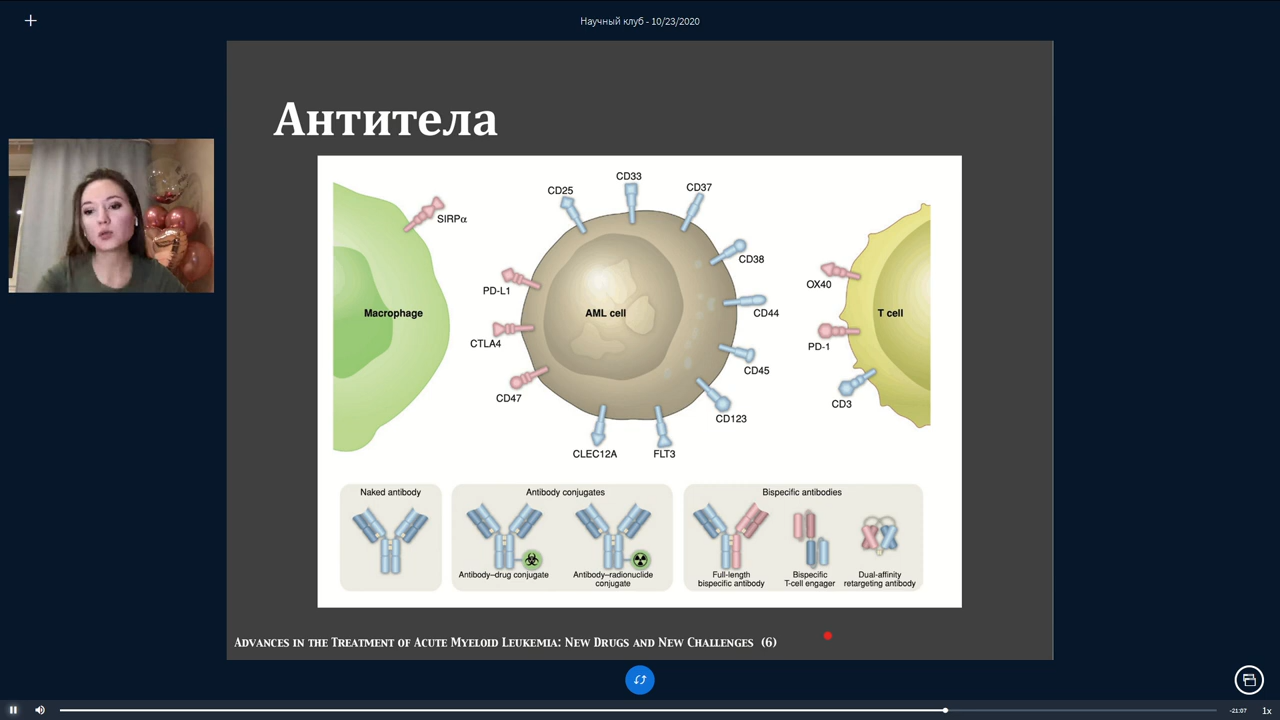 Научный клуб - 10/23/2020
Антитела
CD33
CD25
CD37
SIRPα
CD38
PD-L1
OX40
Macrophage
AML cell
CD44
T cell
CTLA4
PD-1
CD45
CD47
CD3
CD123
CLEC12A
FLT3
Naked antibody
Antibody conjugates
Bispecific antibodies
Antibody–drug conjugate
Antibody–radionuclide
conjugate
Full-length
bispecific antibody
Bispecific
T-cell engager
Dual-affinity
retargeting antibody
Advances in the Treatment of Acute Myeloid Leukemia: New Drugs and New Challenges (6)
-21:07
1x